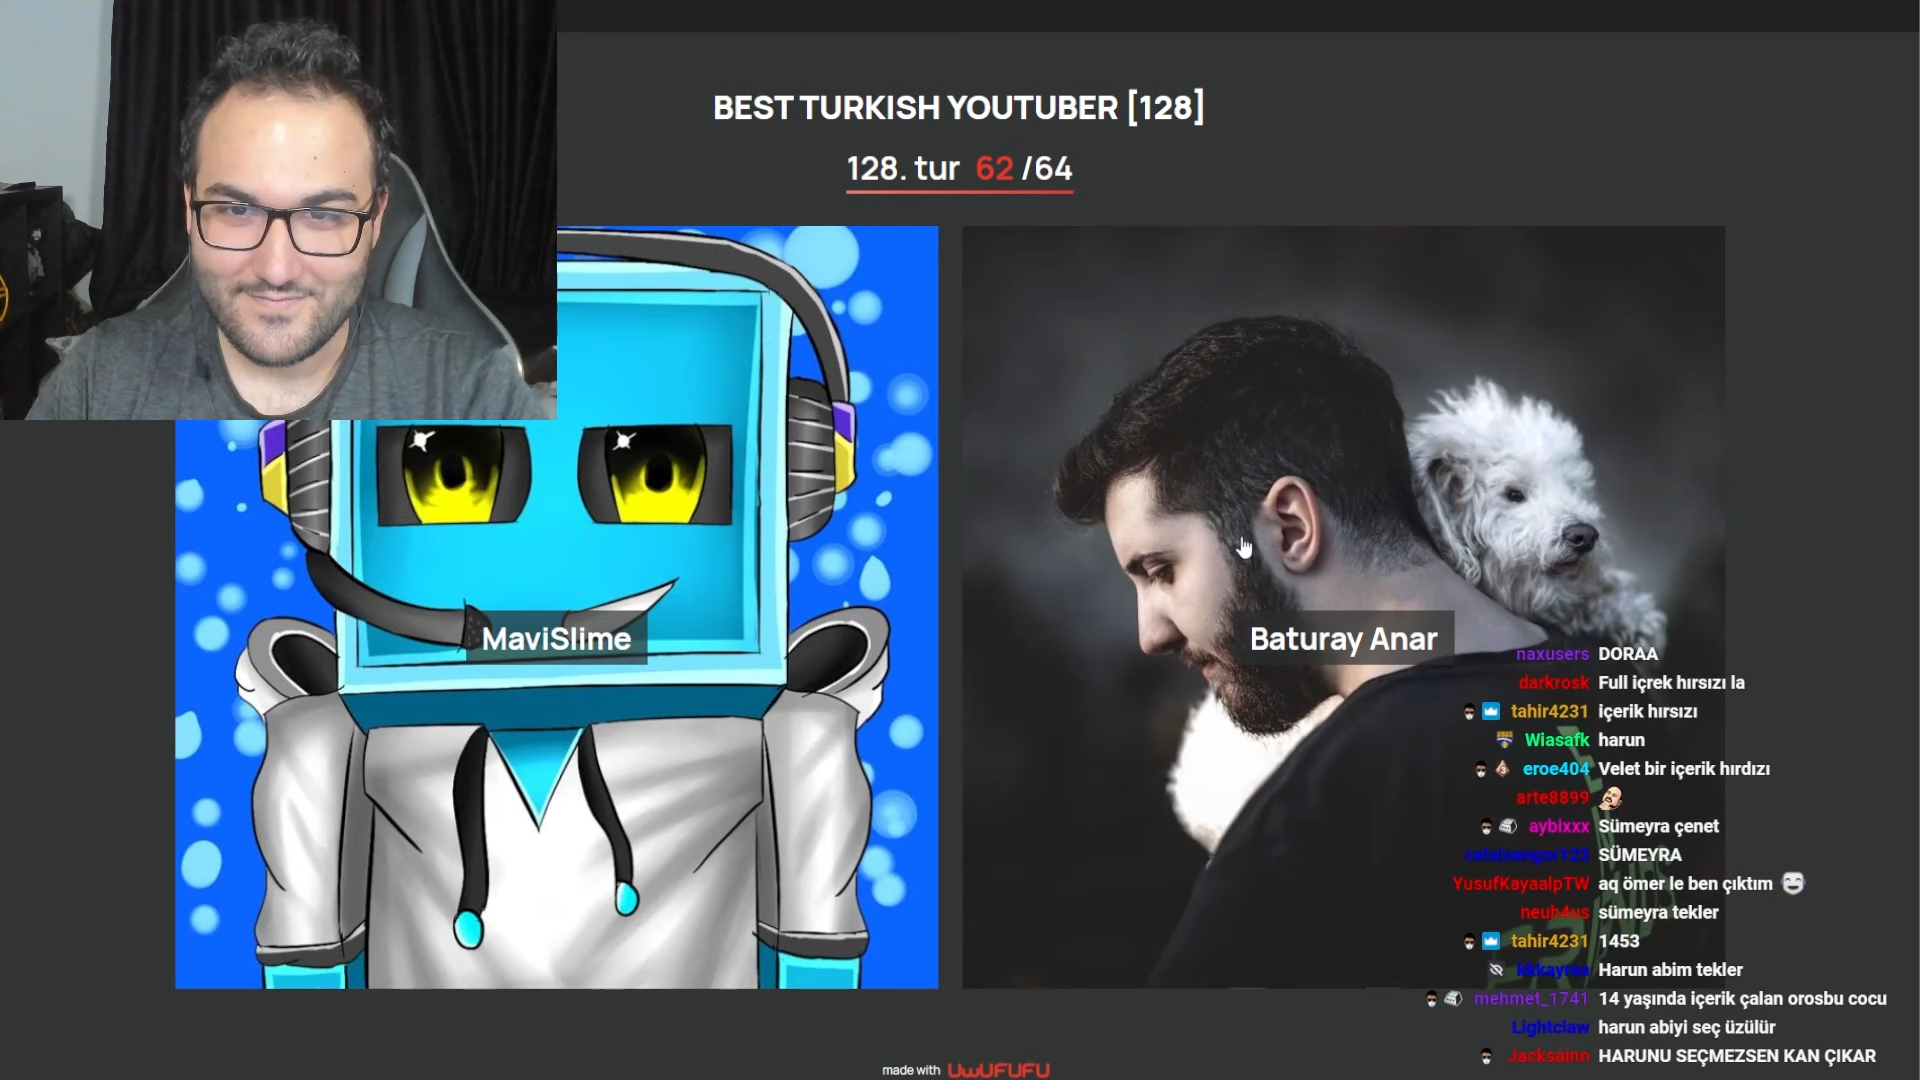 BEST TURKISH YOUTUBER [128]
128. tur 62 /64
MaviSlime
Baturay Anar
naxusers DORAA
darkrosk Full içrek hırsızı la
tahir4231 içerik hırsızı
Wiasafk harun
eroe404 Velet bir içerik hırdızı
arte8899
aybixxx Sümeyra çenet
celalsengor123 SÜMEYRA
YusufKayaalpTW aq ömer le ben çıktım
neuh4us sümeyra tekler
tahir4231 1453
kkkayraa Harun abim tekler
mehmet_1741 14 yaşında içerik çalan orosbu cocu
Lightclaw harun abiyi seç üzülür
Jacksainn HARUNU SEÇMEZSEN KAN ÇIKAR
made with UwUFUFU